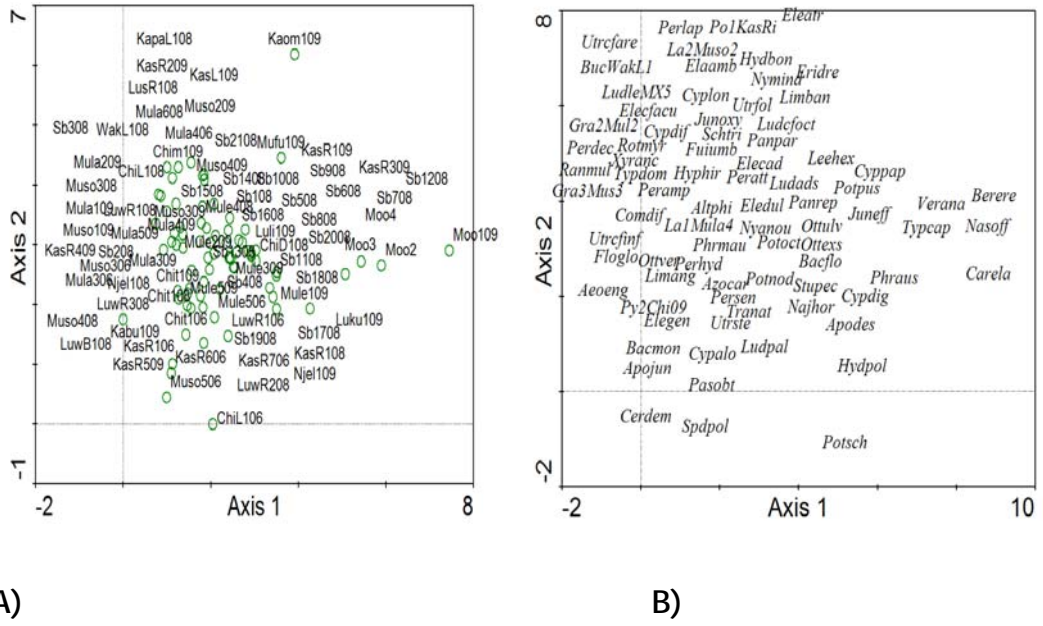 7
KapaL108 Kaom109
KasR209
KasL109
LusR108
Muso209
Mula608
Sb308 WakL108 Mula406
Sb2108 Mufu109
Chim109 KasR109
Mula209 ChiL108 Muso409 Sb908 KasR309
Sb1408 Sb1008 Sb1208
Muso308 Sb1508 Sb108 Sb508 Sb608 Sb708
Mula109 LuwR108 Muso309 Mule408 Sb1608 Sb808 Moo4
Muso109 Mula509 Mula409 Luli109 Sb2008 Moo109
KasR409 Sb208 Mule209 Sb1308 ChiD108 Moo3 Moo2
Muso306 Mula309 Sb1108
Mula306 Njel108 Chit109 Mule309 Sb1808
LuwR308 Chit108 Mule509 Sb408 Mule109
Mule506
Muso408 Kabu109 Chit106 LuwR106 Luku109
LuwB108 KasR106 Sb1908 Sb1708
KasR509 KasR606 KasR706 KasR108
Muso506 LuwR208 Njel109
ChiL106
Axis 2
-1
-2 Axis 1 8
A)
8
Eleatr
Perlap Po1KasRi
Utrcfare La2Muso2
BucWakL1 Elaamb Hydbon
Nymind Eridre
LudleMX5 Cyplon Limban
Elecfacu Utrfol
Gra2Mul2 Junoxy Ludcfoct
Cypdif Schtri Panpar
Perdec Rotmyr Fuiumb
Xyranc Elecad Leehex
Ranmul Typdom Hyphir Peratt Cyppap
Gra3Mus3 Peramp Ludads Potpus
Altphi Eledul Panrep Verana Berere
Comdif La1Mula4 Juneff
Nyanou Ottulv Typcap Nasoff
Utrcfinf Phrmau Potoct Ottexs
Floglo Ottver Perhyd Bacflo
Limang Potnod Phraus Carela
Aeoeng Azocar Stupec
Persen Cypdig
Py2Chi09 Tranat Najhor
Elegen Utrste Apodes
Bacmon Cypalo Ludpal
Apojun Hydpol
Pasobt
Cerdem Spdpol
Potsch
Axis 2
-2
-2 Axis 1 10
B)